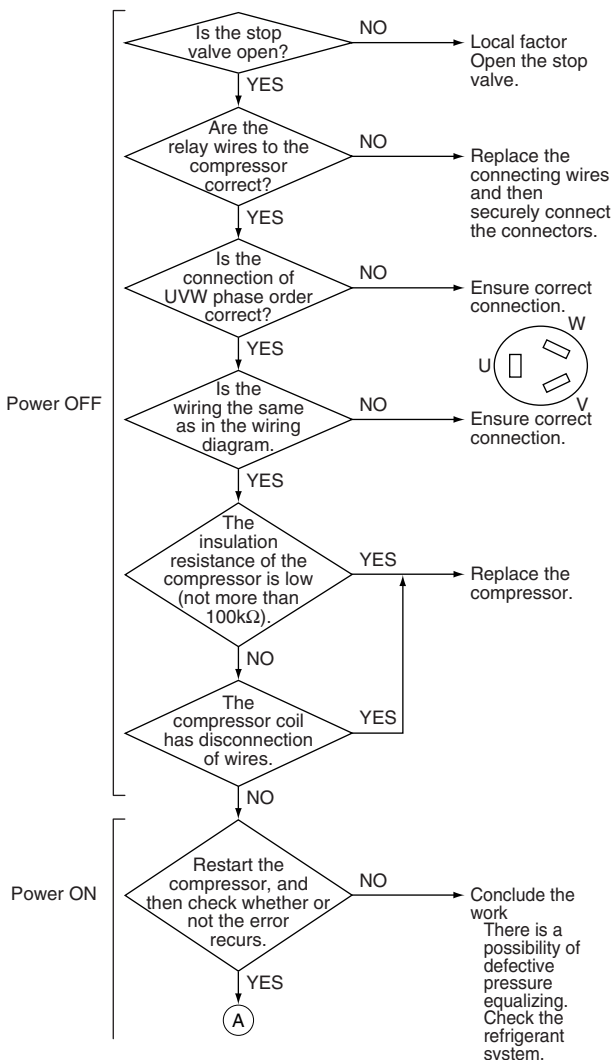 Is the stop
valve open?
NO
Local factor
Open the stop
valve.
YES
Are the
relay wires to the
compressor
correct?
NO
Replace the
connecting wires
and then
securely connect
the connectors.
YES
Is the
connection of
UVW phase order
correct?
NO
Ensure correct
connection.
W
U
V
YES
Power OFF
Is the
wiring the same
as in the wiring
diagram.
NO
Ensure correct
connection.
YES
The
insulation
resistance of the
compressor is low
(not more than
100kΩ).
YES
Replace the
compressor.
NO
The
compressor coil
has disconnection
of wires.
YES
NO
Power ON
Restart the
compressor, and
then check whether or
not the error
recurs.
NO
Conclude the
work
There is a
possibility of
defective
pressure
equalizing.
Check the
refrigerant
system.
YES
A